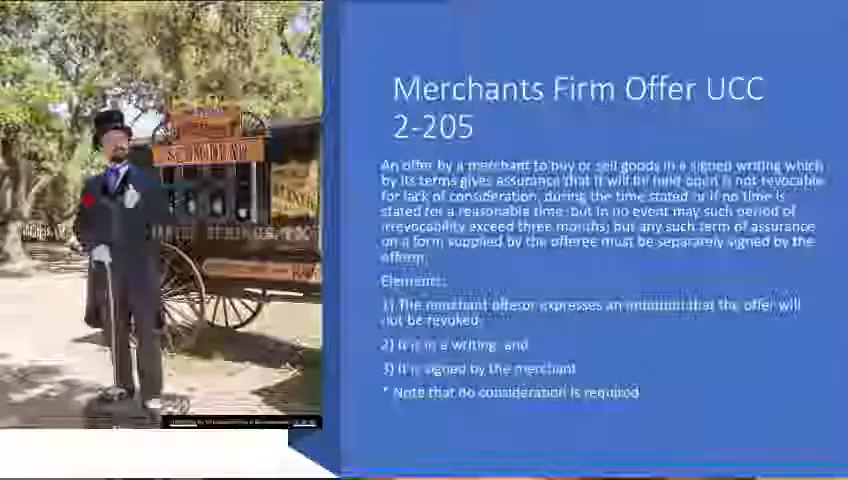 Merchants Firm Offer UCC
2-205
An offer by a merchant to buy or sell goods in a signed writing which
by its terms gives assurance that it will be held open is not revocable
for lack of consideration, during the time stated or if no time is
stated for a reasonable time, but in no event may such period of
irrevocability exceed three months; but any such term of assurance
on a form supplied by the offeree must be separately signed by the
offeror.
Elements:
1) The merchant offeror expresses an intention that the offer will
not be revoked
2) It is in a writing, and
3) It is signed by the merchant
* Note that no consideration is required